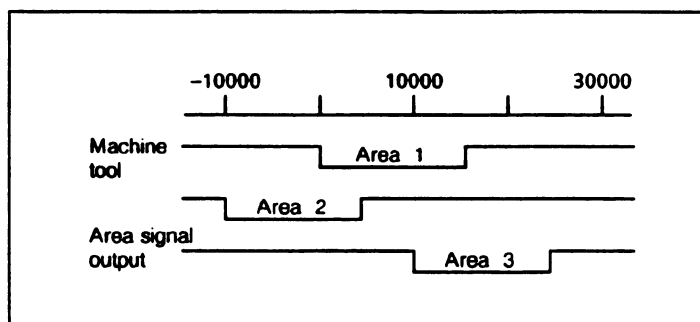 -10000 10000 30000
Machine
tool
Area 1
Area 2
Area signal
output
Area 3